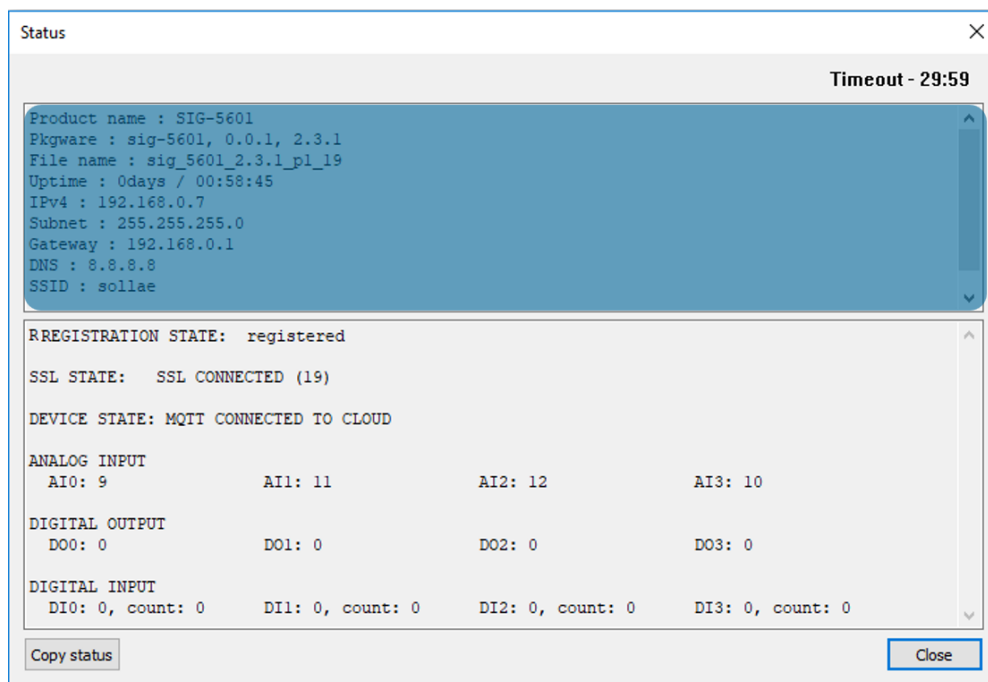 Status
Timeout - 29:59
Product name : SIG-5601
Pkgware : sig-5601, 0.0.1, 2.3.1
File name : sig_5601_2.3.1_p1_19
Uptime : 0days / 00:58:45
IPv4 : 192.168.0.7
Subnet : 255.255.255.0
Gateway : 192.168.0.1
DNS : 8.8.8.8
SSID : sollae
RREGISTRATION STATE: registered
SSL STATE: SSL CONNECTED (19)
DEVICE STATE: MQTT CONNECTED TO CLOUD
ANALOG INPUT
AI0: 9 AI1: 11 AI2: 12 AI3: 10
DIGITAL OUTPUT
DO0: 0 DO1: 0 DO2: 0 DO3: 0
DIGITAL INPUT
DI0: 0, count: 0 DI1: 0, count: 0 DI2: 0, count: 0 DI3: 0, count: 0
Copy status Close